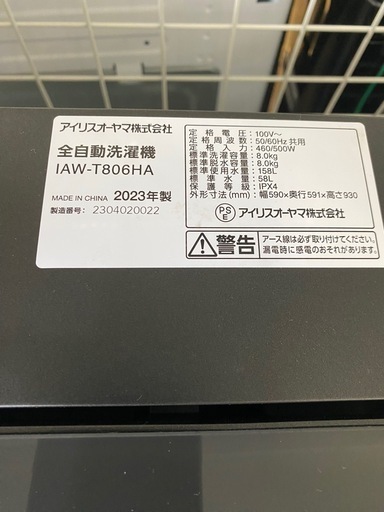 アイリスオーヤマ株式会社
全自動洗濯機
IAW-T806HA
MADE IN CHINA 2023年製
製造番号: 2304020022
定格電圧:100V～
定格周波数:50/60Hz共用
定格入力:460/500W
標準洗濯容量:8.0kg
標準脱水容量:8.0kg
標準使用水量:158L
標準水量:58L
保護等級:IPX4
外形寸法(mm):幅590×奥行591×高さ930
PS
E
アイリスオーヤマ株式会社
警告
アース線は必ず取り付けてください。
漏電時に感電のおそれがあります。